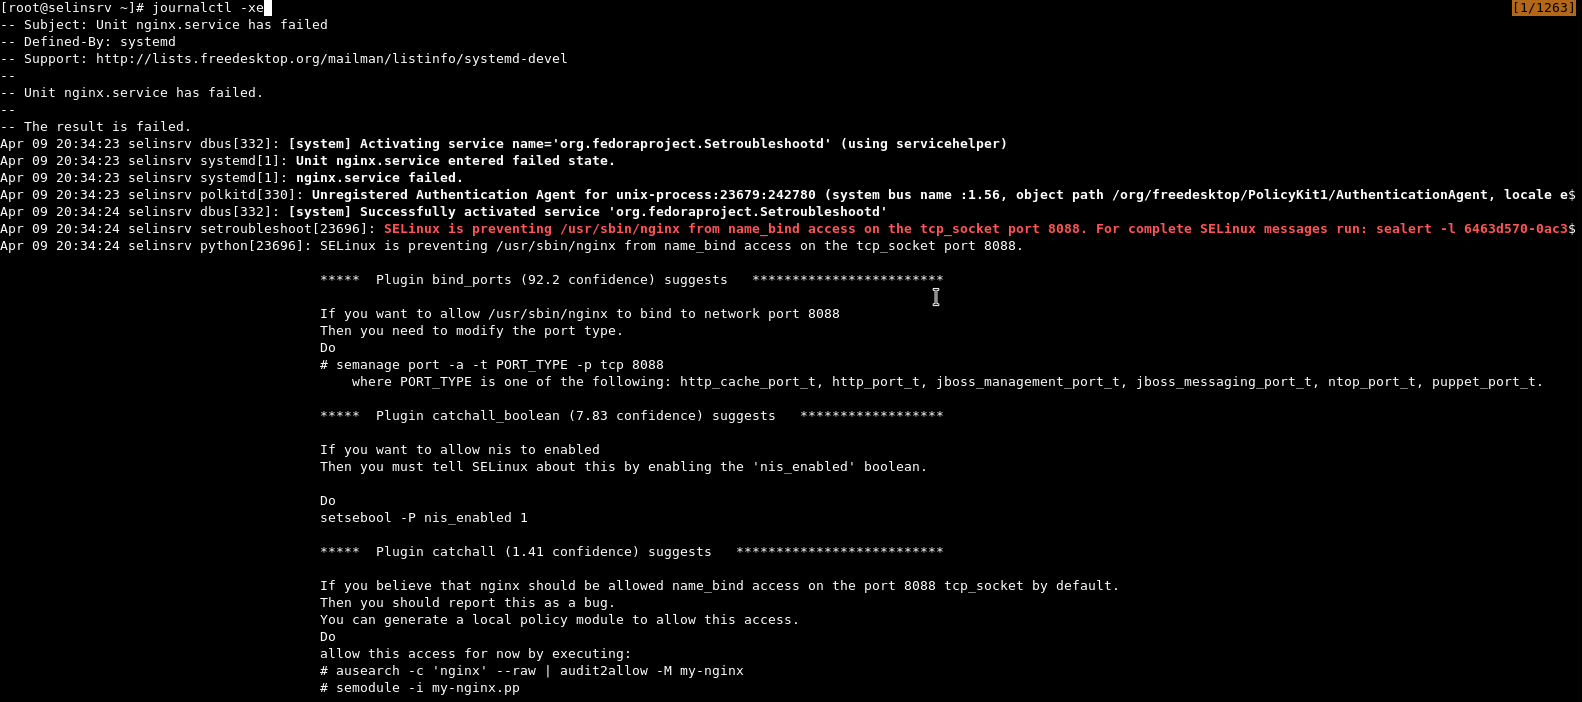 [root@selinsrv ~]# journalctl -xe [1/1263]
-- Subject: Unit nginx.service has failed
-- Defined-By: systemd
-- Support: http://lists.freedesktop.org/mailman/listinfo/systemd-devel
--
-- Unit nginx.service has failed.
--
-- The result is failed.
Apr 09 20:34:23 selinsrv dbus[332]: [system] Activating service name='org.fedoraproject.Setroubleshootd' (using servicehelper)
Apr 09 20:34:23 selinsrv systemd[1]: Unit nginx.service entered failed state.
Apr 09 20:34:23 selinsrv systemd[1]: nginx.service failed.
Apr 09 20:34:23 selinsrv polkitd[330]: Unregistered Authentication Agent for unix-process:23679:242780 (system bus name :1.56, object path /org/freedesktop/PolicyKit1/AuthenticationAgent, locale e$
Apr 09 20:34:24 selinsrv dbus[332]: [system] Successfully activated service 'org.fedoraproject.Setroubleshootd'
Apr 09 20:34:24 selinsrv setroubleshoot[23696]: SELinux is preventing /usr/sbin/nginx from name_bind access on the tcp_socket port 8088. For complete SELinux messages run: sealert -l 6463d570-0ac3$
Apr 09 20:34:24 selinsrv python[23696]: SELinux is preventing /usr/sbin/nginx from name_bind access on the tcp_socket port 8088.
*****  Plugin bind_ports (92.2 confidence) suggests   ************************
If you want to allow /usr/sbin/nginx to bind to network port 8088
Then you need to modify the port type.
Do
# semanage port -a -t PORT_TYPE -p tcp 8088
where PORT_TYPE is one of the following: http_cache_port_t, http_port_t, jboss_management_port_t, jboss_messaging_port_t, ntop_port_t, puppet_port_t.
*****  Plugin catchall_boolean (7.83 confidence) suggests   ******************
If you want to allow nis to enabled
Then you must tell SELinux about this by enabling the 'nis_enabled' boolean.
Do
setsebool -P nis_enabled 1
*****  Plugin catchall (1.41 confidence) suggests   **************************
If you believe that nginx should be allowed name_bind access on the port 8088 tcp_socket by default.
Then you should report this as a bug.
You can generate a local policy module to allow this access.
Do
allow this access for now by executing:
# ausearch -c 'nginx' --raw | audit2allow -M my-nginx
# semodule -i my-nginx.pp